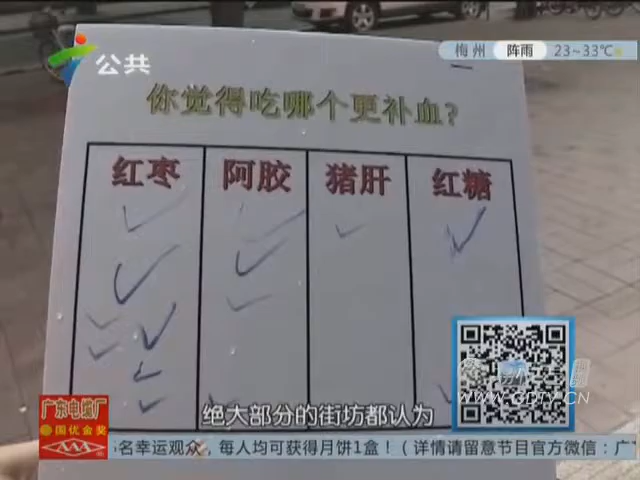 公共
梅州 阵雨 23~33℃
你觉得吃哪个更补血?
红枣 阿胶 猪肝 红糖
WWW.GDTV.CN
广东电缆厂
国优金奖
AAA
绝大部分的街坊都认为
名幸运观众，每人均可获得月饼1盒！（详情请留意节目官方微信：广